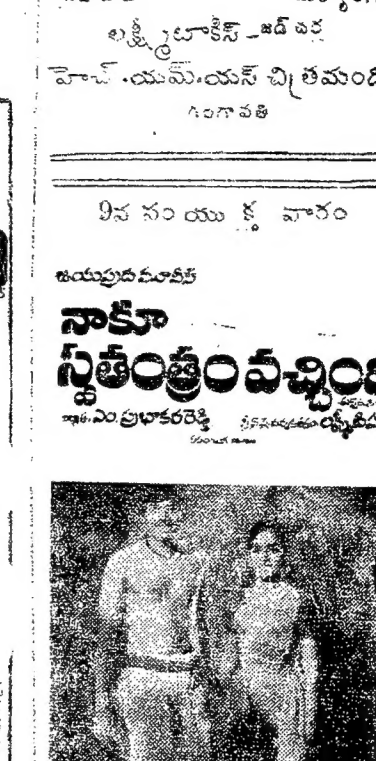 లక్ష్మీ టాకీస్ - జడ్ చర్ల
హెచ్.యమ్.యస్ చిత్రమంది
గంగావతి
9వ సంయుక్త వారం
జయప్రద మూవీస్
నాకూ
స్వతంత్రం వచ్చింది
ఎం.ప్రభాకరరెడ్డి